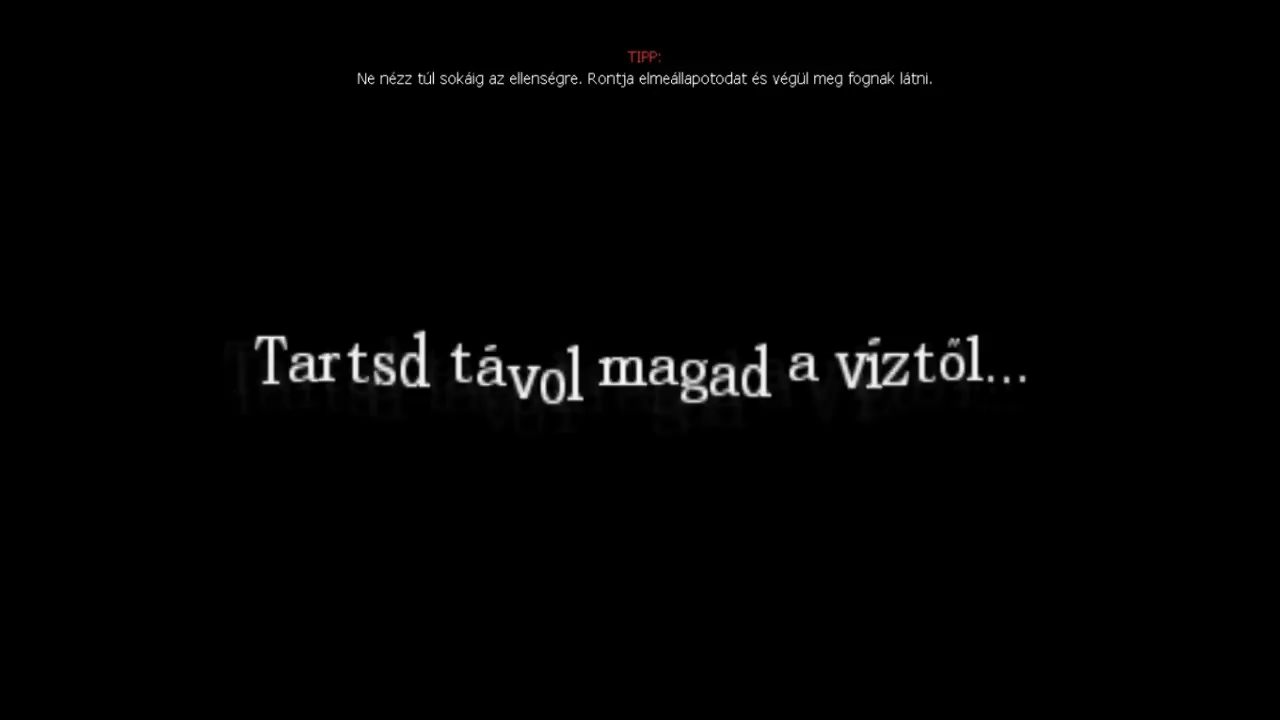 TIPP:
Ne nézz túl sokáig az ellenségre. Rontja elmeállapotodat és végül meg fognak látni.
Tartsd távol magad a víztől...